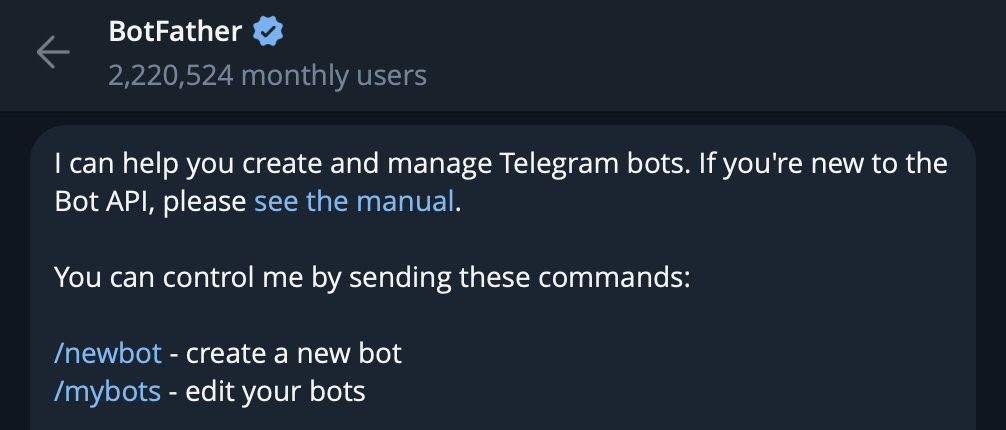 BotFather
2,220,524 monthly users
I can help you create and manage Telegram bots. If you're new to the
Bot API, please see the manual.
You can control me by sending these commands:
/newbot - create a new bot
/mybots - edit your bots